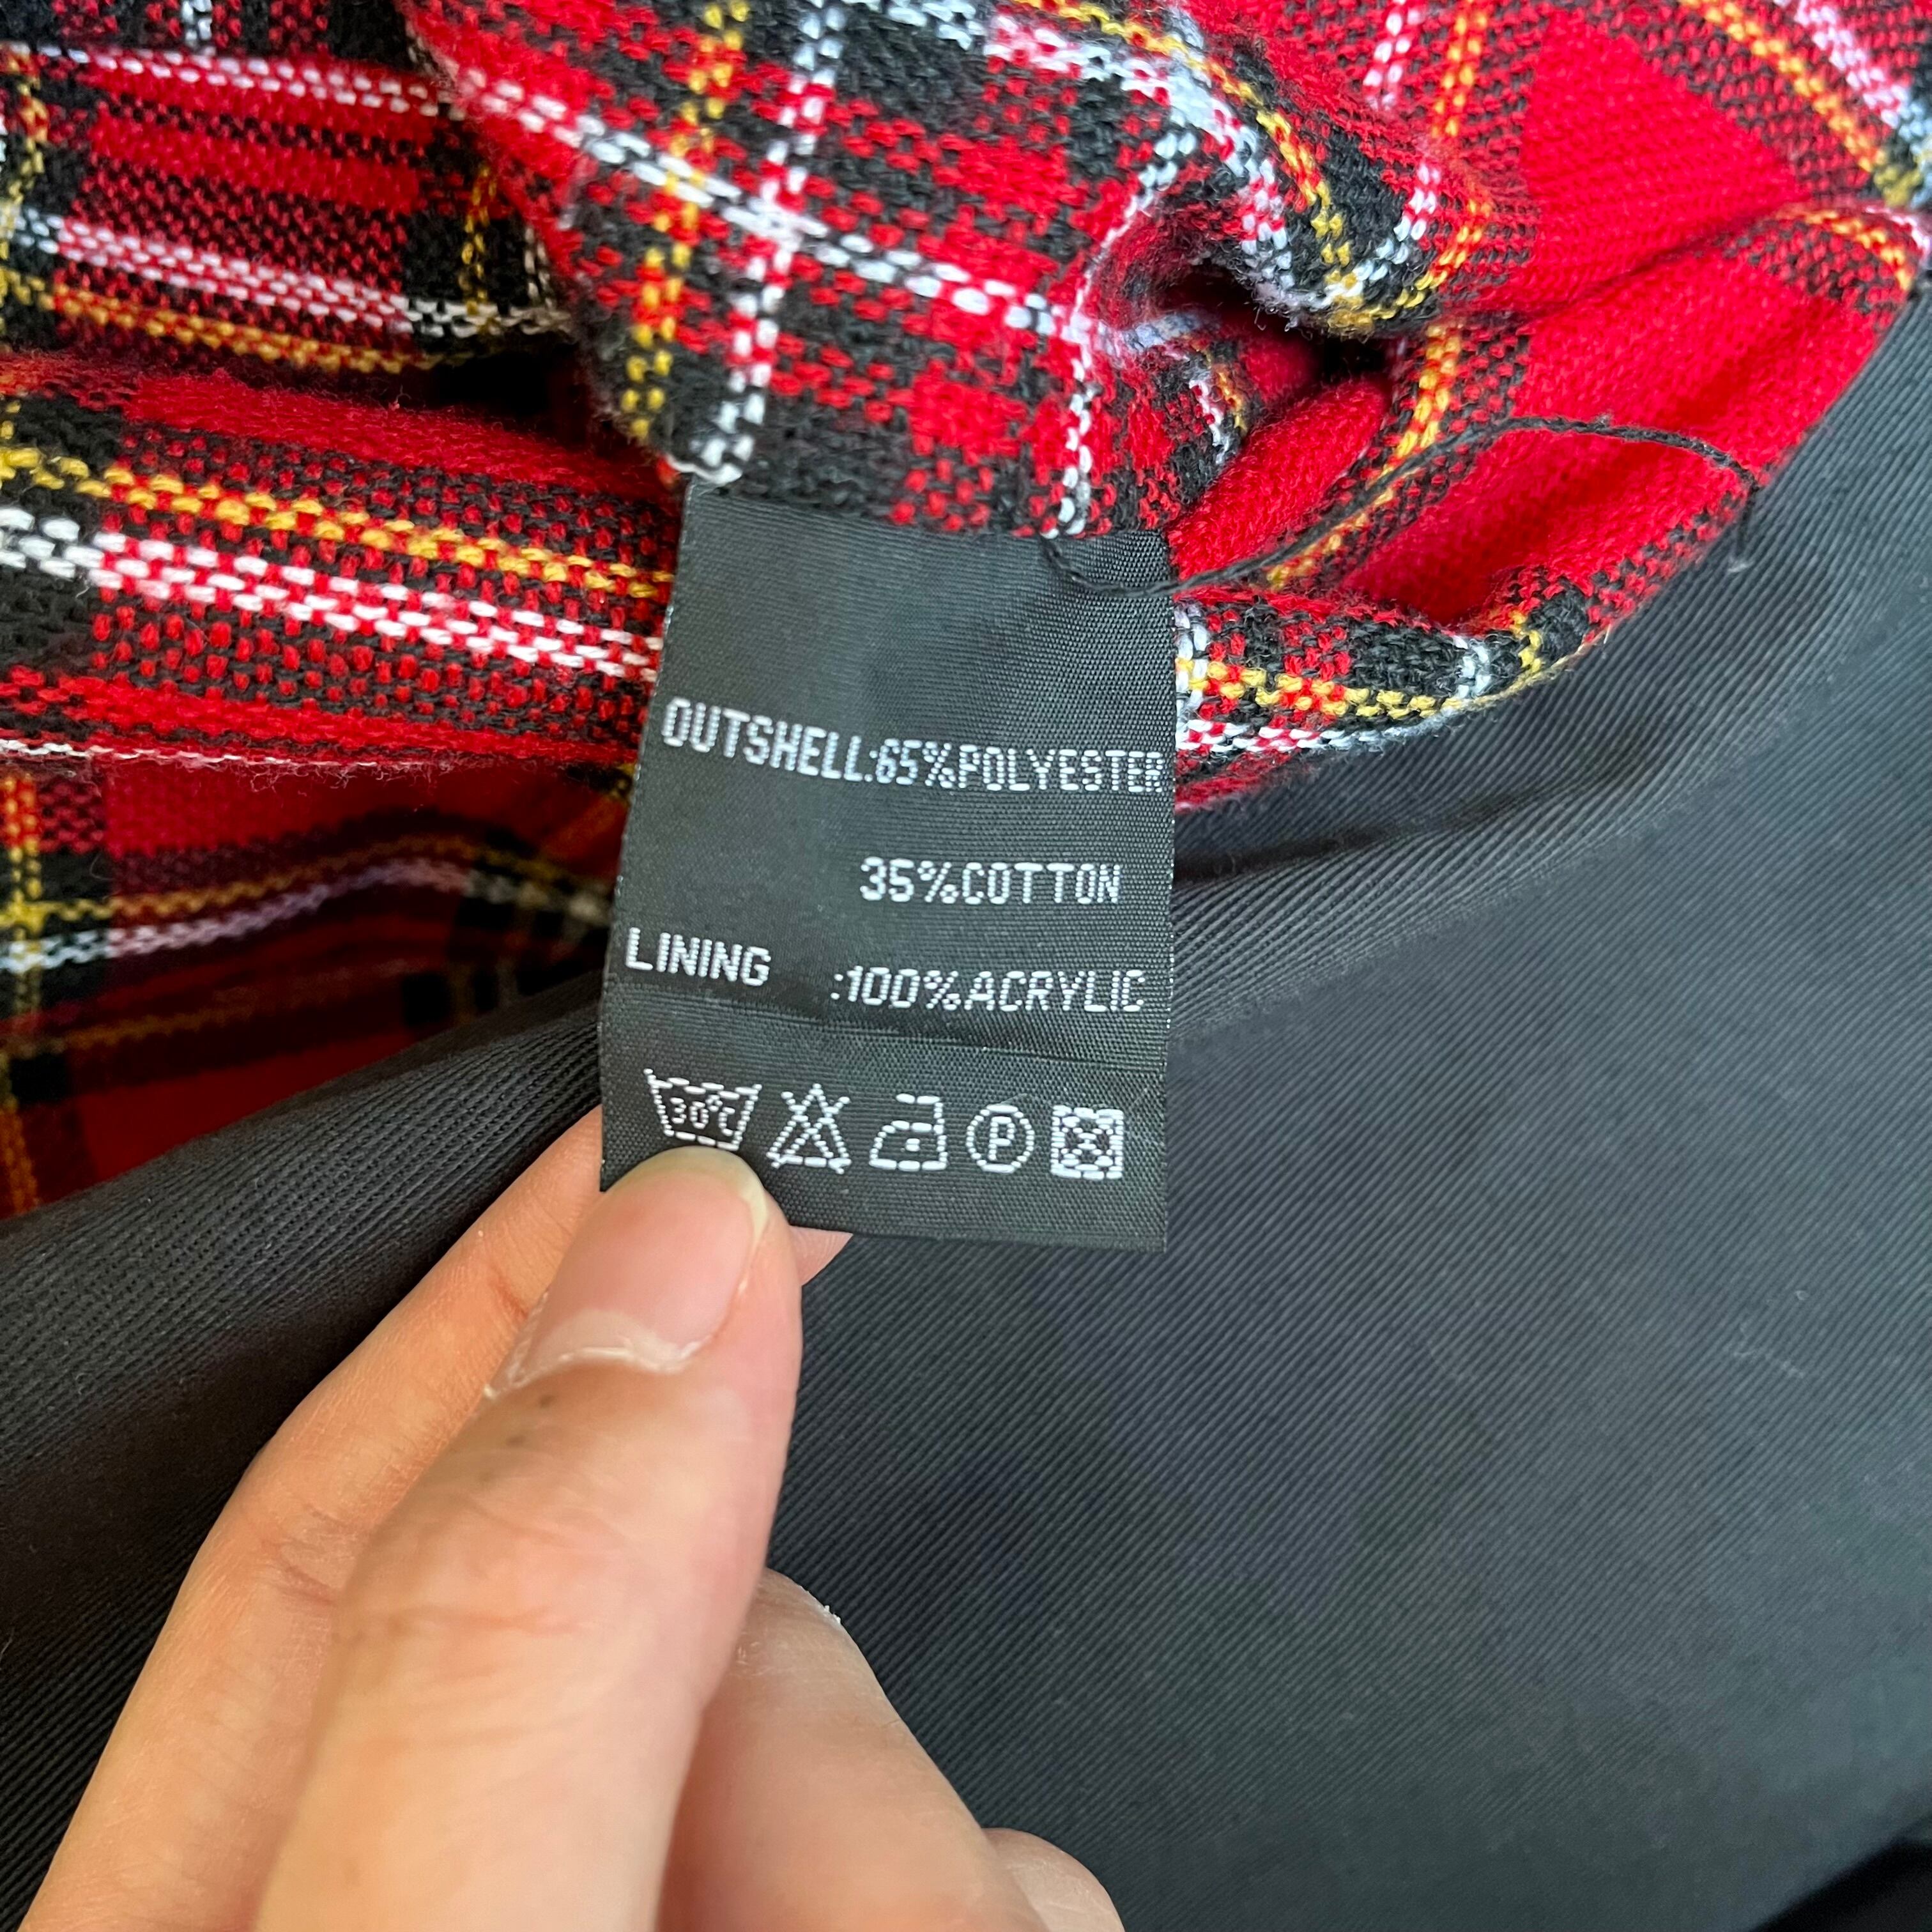 OUTSHELL:65%POLYESTER
35%COTTON
LINING :100%ACRYLIC
30°C P